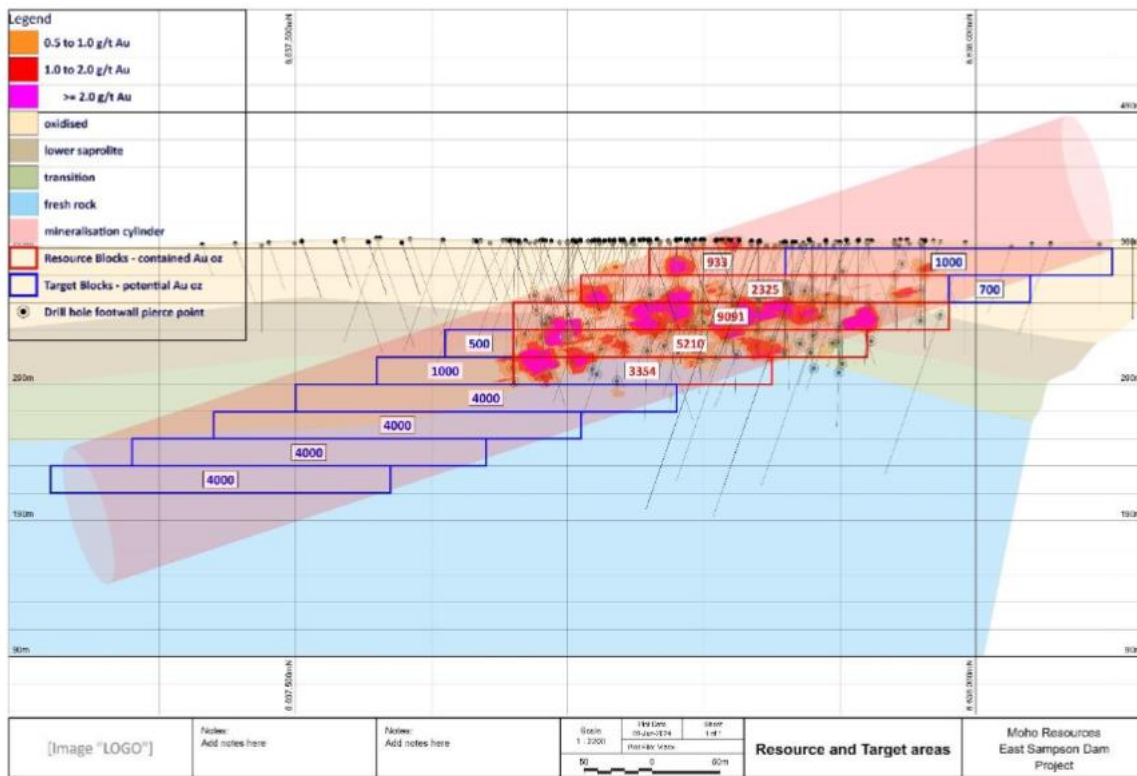 Legend
0.5 to 1.0 g/t Au
1.0 to 2.0 g/t Au
>= 2.0 g/t Au
oxidised
lower saprolite
transition
fresh rock
mineralisation cylinder
Resource Blocks - contained Au oz
Target Blocks - potential Au oz
Drill hole footwall pierce point
933
1000
2325
700
9091
500
5210
1000
3354
4000
4000
4000
4000
200m
190m
90m
90m
[Image "LOGO"]
Notes:
Add notes here
Notes:
Add notes here
Scale
Plot Date
Sheet
50
0
Resource and Target areas
Moho Resources
East Sampson Dam
Project